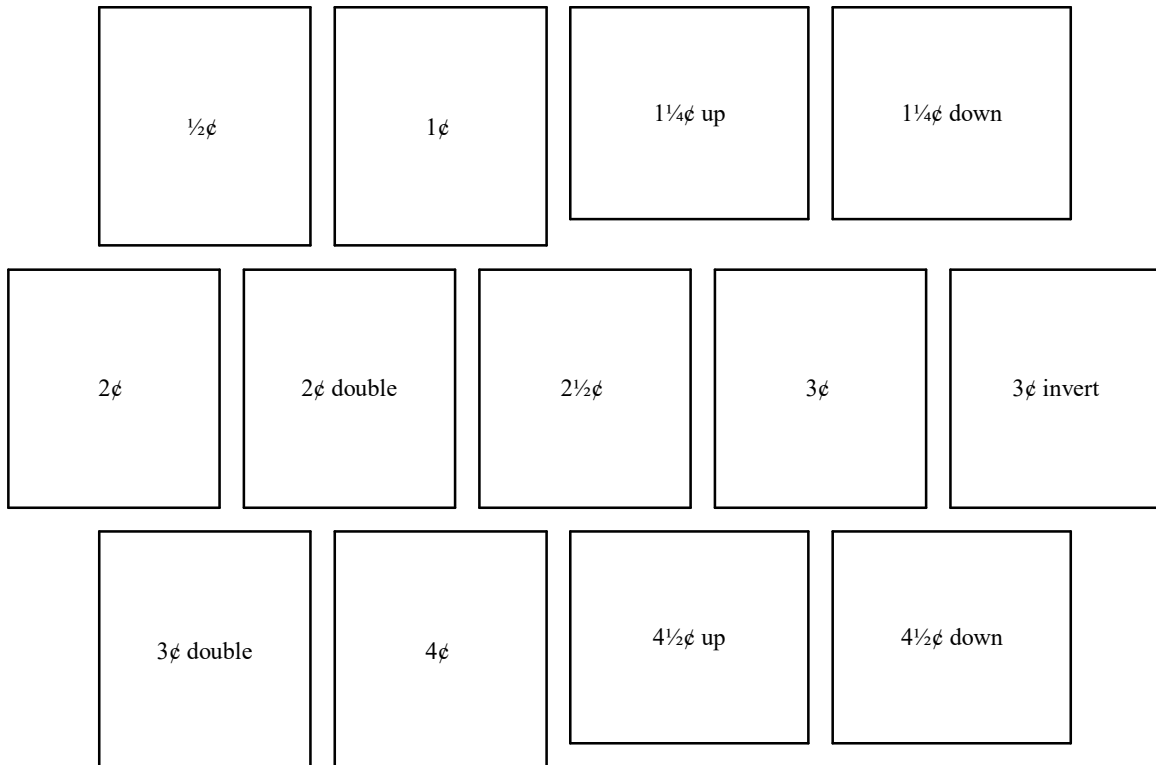 ½¢
1¢
1¼¢ up
1¼¢ down
2¢
2¢ double
2½¢
3¢
3¢ invert
3¢ double
4¢
4½¢ up
4½¢ down